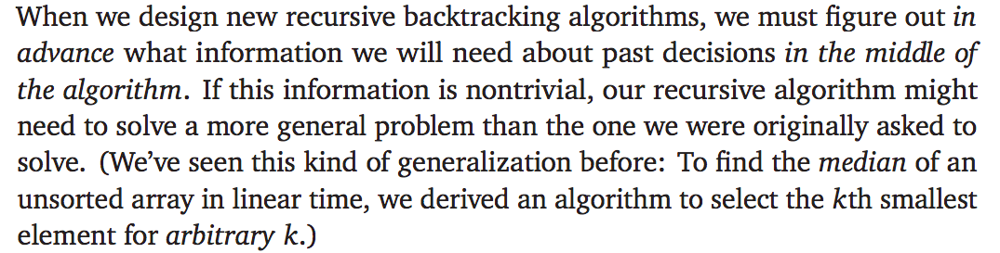 When we design new recursive backtracking algorithms, we must figure out in
advance what information we will need about past decisions in the middle of
the algorithm. If this information is nontrivial, our recursive algorithm might
need to solve a more general problem than the one we were originally asked to
solve. (We’ve seen this kind of generalization before: To find the median of an
unsorted array in linear time, we derived an algorithm to select the kth smallest
element for arbitrary k.)